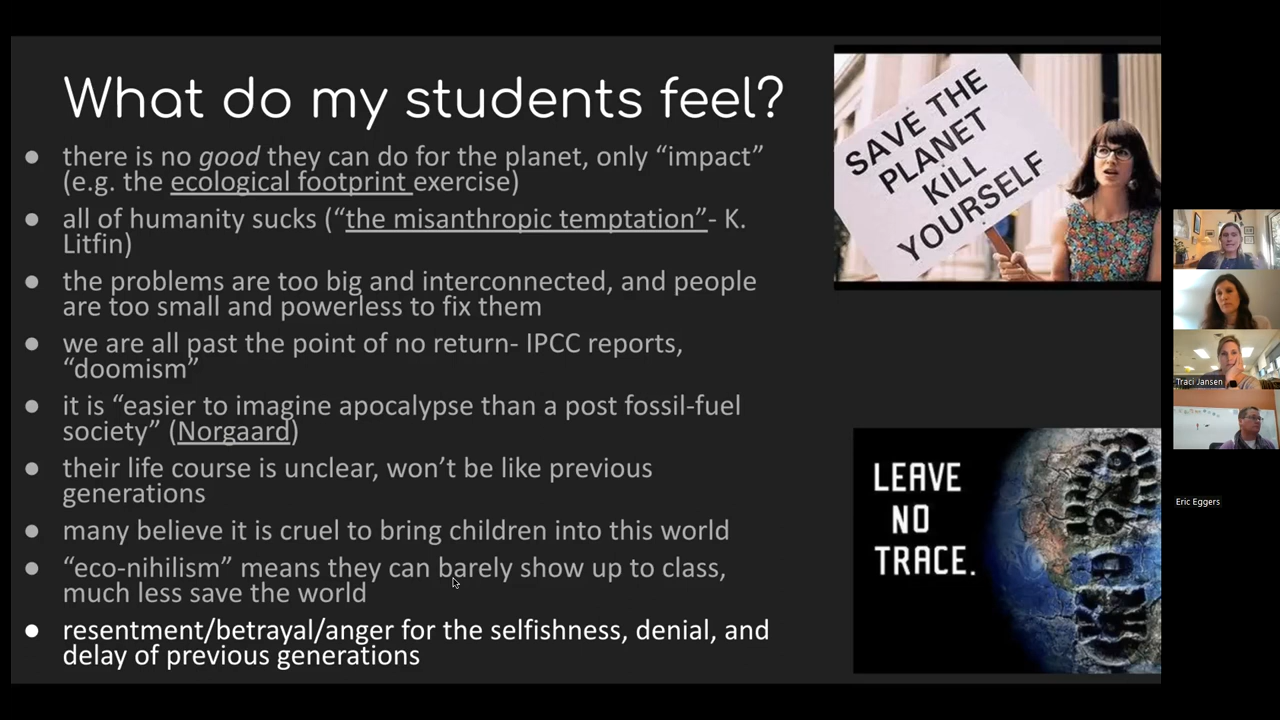 What do my students feel?
● there is no good they can do for the planet, only “impact”
(e.g. the ecological footprint exercise)
● all of humanity sucks (“the misanthropic temptation”- K.
Litfin)
● the problems are too big and interconnected, and people
are too small and powerless to fix them
● we are all past the point of no return- IPCC reports,
“doomism”
● it is “easier to imagine apocalypse than a post fossil-fuel
society” (Norgaard)
● their life course is unclear, won’t be like previous
generations
● many believe it is cruel to bring children into this world
● “eco-nihilism” means they can barely show up to class,
much less save the world
● resentment/betrayal/anger for the selfishness, denial, and
delay of previous generations
SAVE THE
PLANET
KILL
YOURSELF
LEAVE
NO
TRACE.
Traci Jansen
Eric Eggers